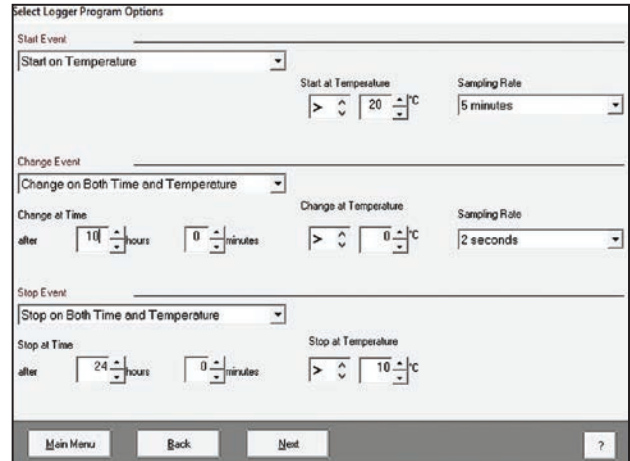 Select Logger Program Options
Start Event
Start on Temperature
Start at Temperature
Sampling Rate
> 20 °C
5 minutes
Change Event
Change on Both Time and Temperature
Change at Time
Change at Temperature
Sampling Rate
after 10 hours 0 minutes
> 0 °C
2 seconds
Stop Event
Stop on Both Time and Temperature
Stop at Time
Stop at Temperature
after 24 hours 0 minutes
> 10 °C
Main Menu
Back
Next
?